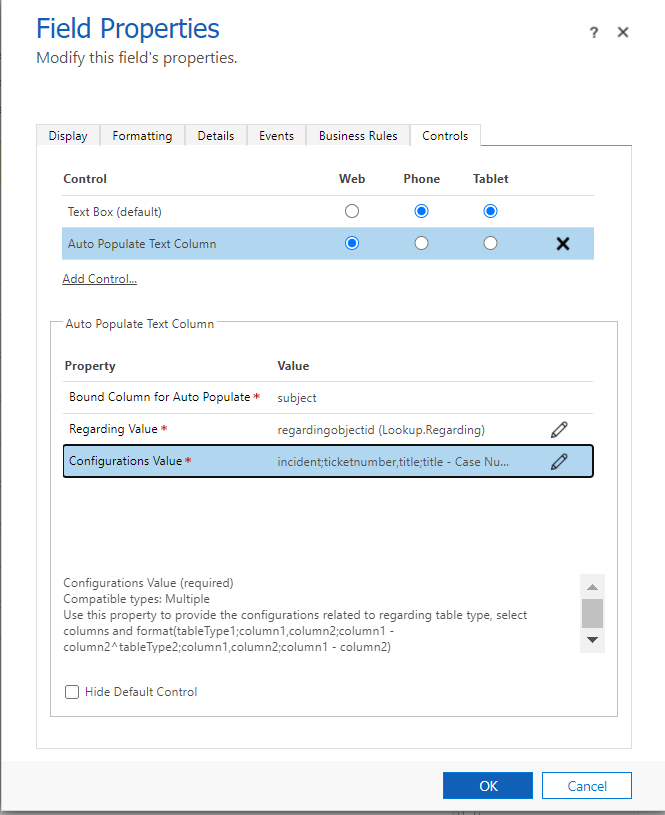 Field Properties
? ×
Modify this field's properties.
Display Formatting Details Events Business Rules Controls
Control Web Phone Tablet
Text Box (default)
Auto Populate Text Column
Add Control...
Auto Populate Text Column
Property Value
Bound Column for Auto Populate * subject
Regarding Value * regardingobjectid (Lookup.Regarding)
Configurations Value * incident;ticketnumber,title;title - Case Nu...
Configurations Value (required)
Compatible types: Multiple
Use this property to provide the configurations related to regarding table type, select
columns and format(tableType1;column1,column2;column1 -
column2^tableType2;column1,column2;column1 - column2)
Hide Default Control
OK Cancel